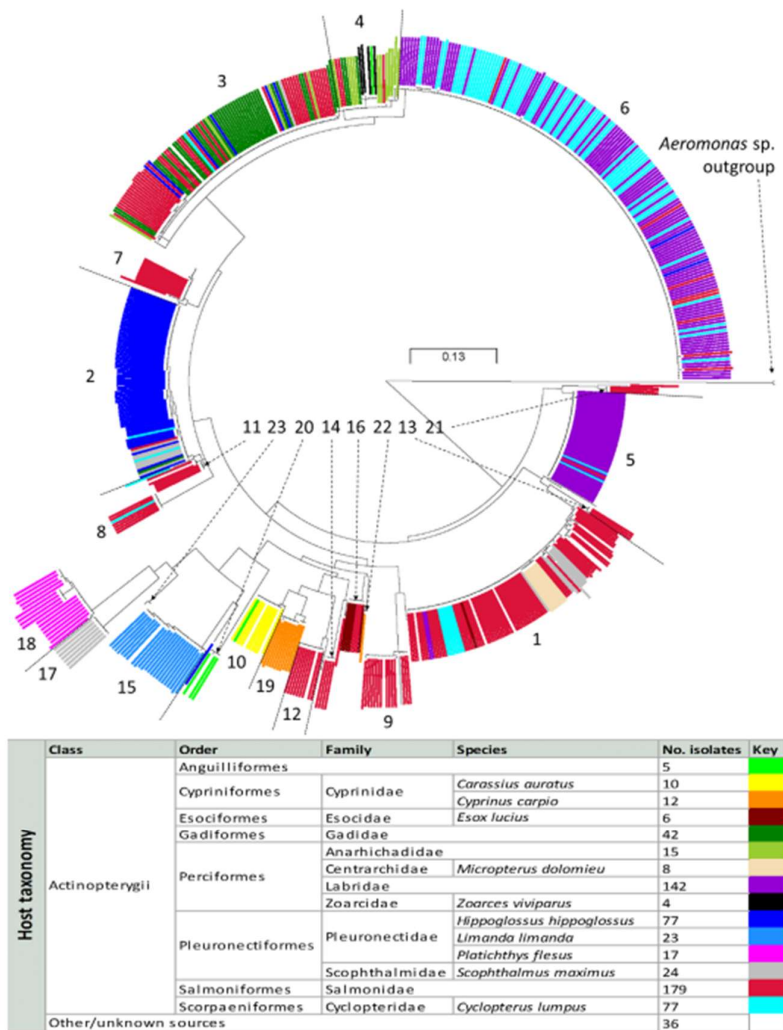 4
3
6
Aeromonas sp.
outgroup
7
0.13
2
11 23 20 14 16 22 13 21
5
8
1
18
17
15
10
19
12
9
Host taxonomy
Class Order Family Species No. isolates Key
Actinopterygii
Anguilliformes 5
Cypriniformes Cyprinidae Carassius auratus 10
Cyprinus carpio 12
Esociformes Esocidae Esox lucius 6
Gadiformes Gadidae 42
Perciformes Anarhichadidae 15
Centrarchidae Micropterus dolomieu 8
Labridae 142
Zoarcidae Zoarces viviparus 4
Pleuronectiformes Pleuronectidae Hippoglossus hippoglossus 77
Limanda limanda 23
Platichthys flesus 17
Scophthalmidae Scophthalmus maximus 24
Salmoniformes Salmonidae 179
Scorpaeniformes Cyclopteridae Cyclopterus lumpus 77
Other/unknown sources 36